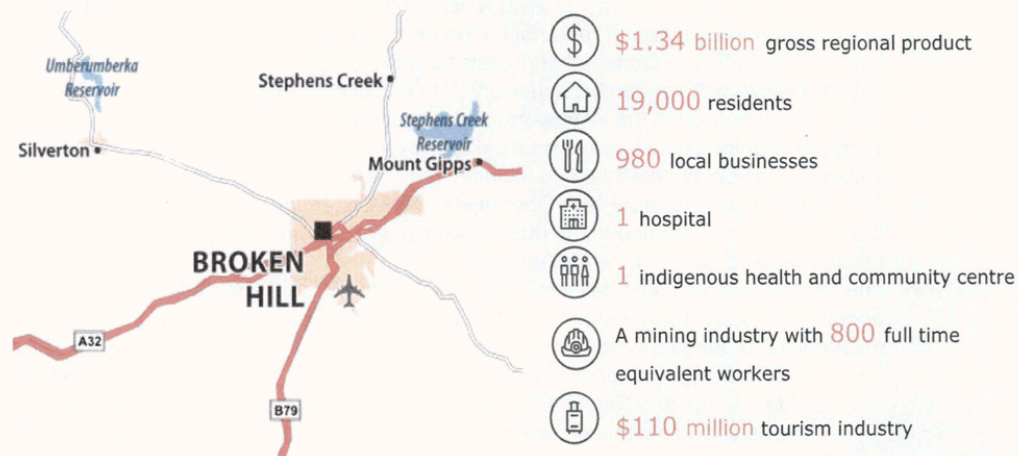 Umberumberka
Reservoir
Stephens Creek
Stephens Creek
Reservoir
Silverton
Mount Gipps
BROKEN
HILL
A32
B79
$1.34 billion gross regional product
19,000 residents
980 local businesses
1 hospital
1 indigenous health and community centre
A mining industry with 800 full time
equivalent workers
$110 million tourism industry